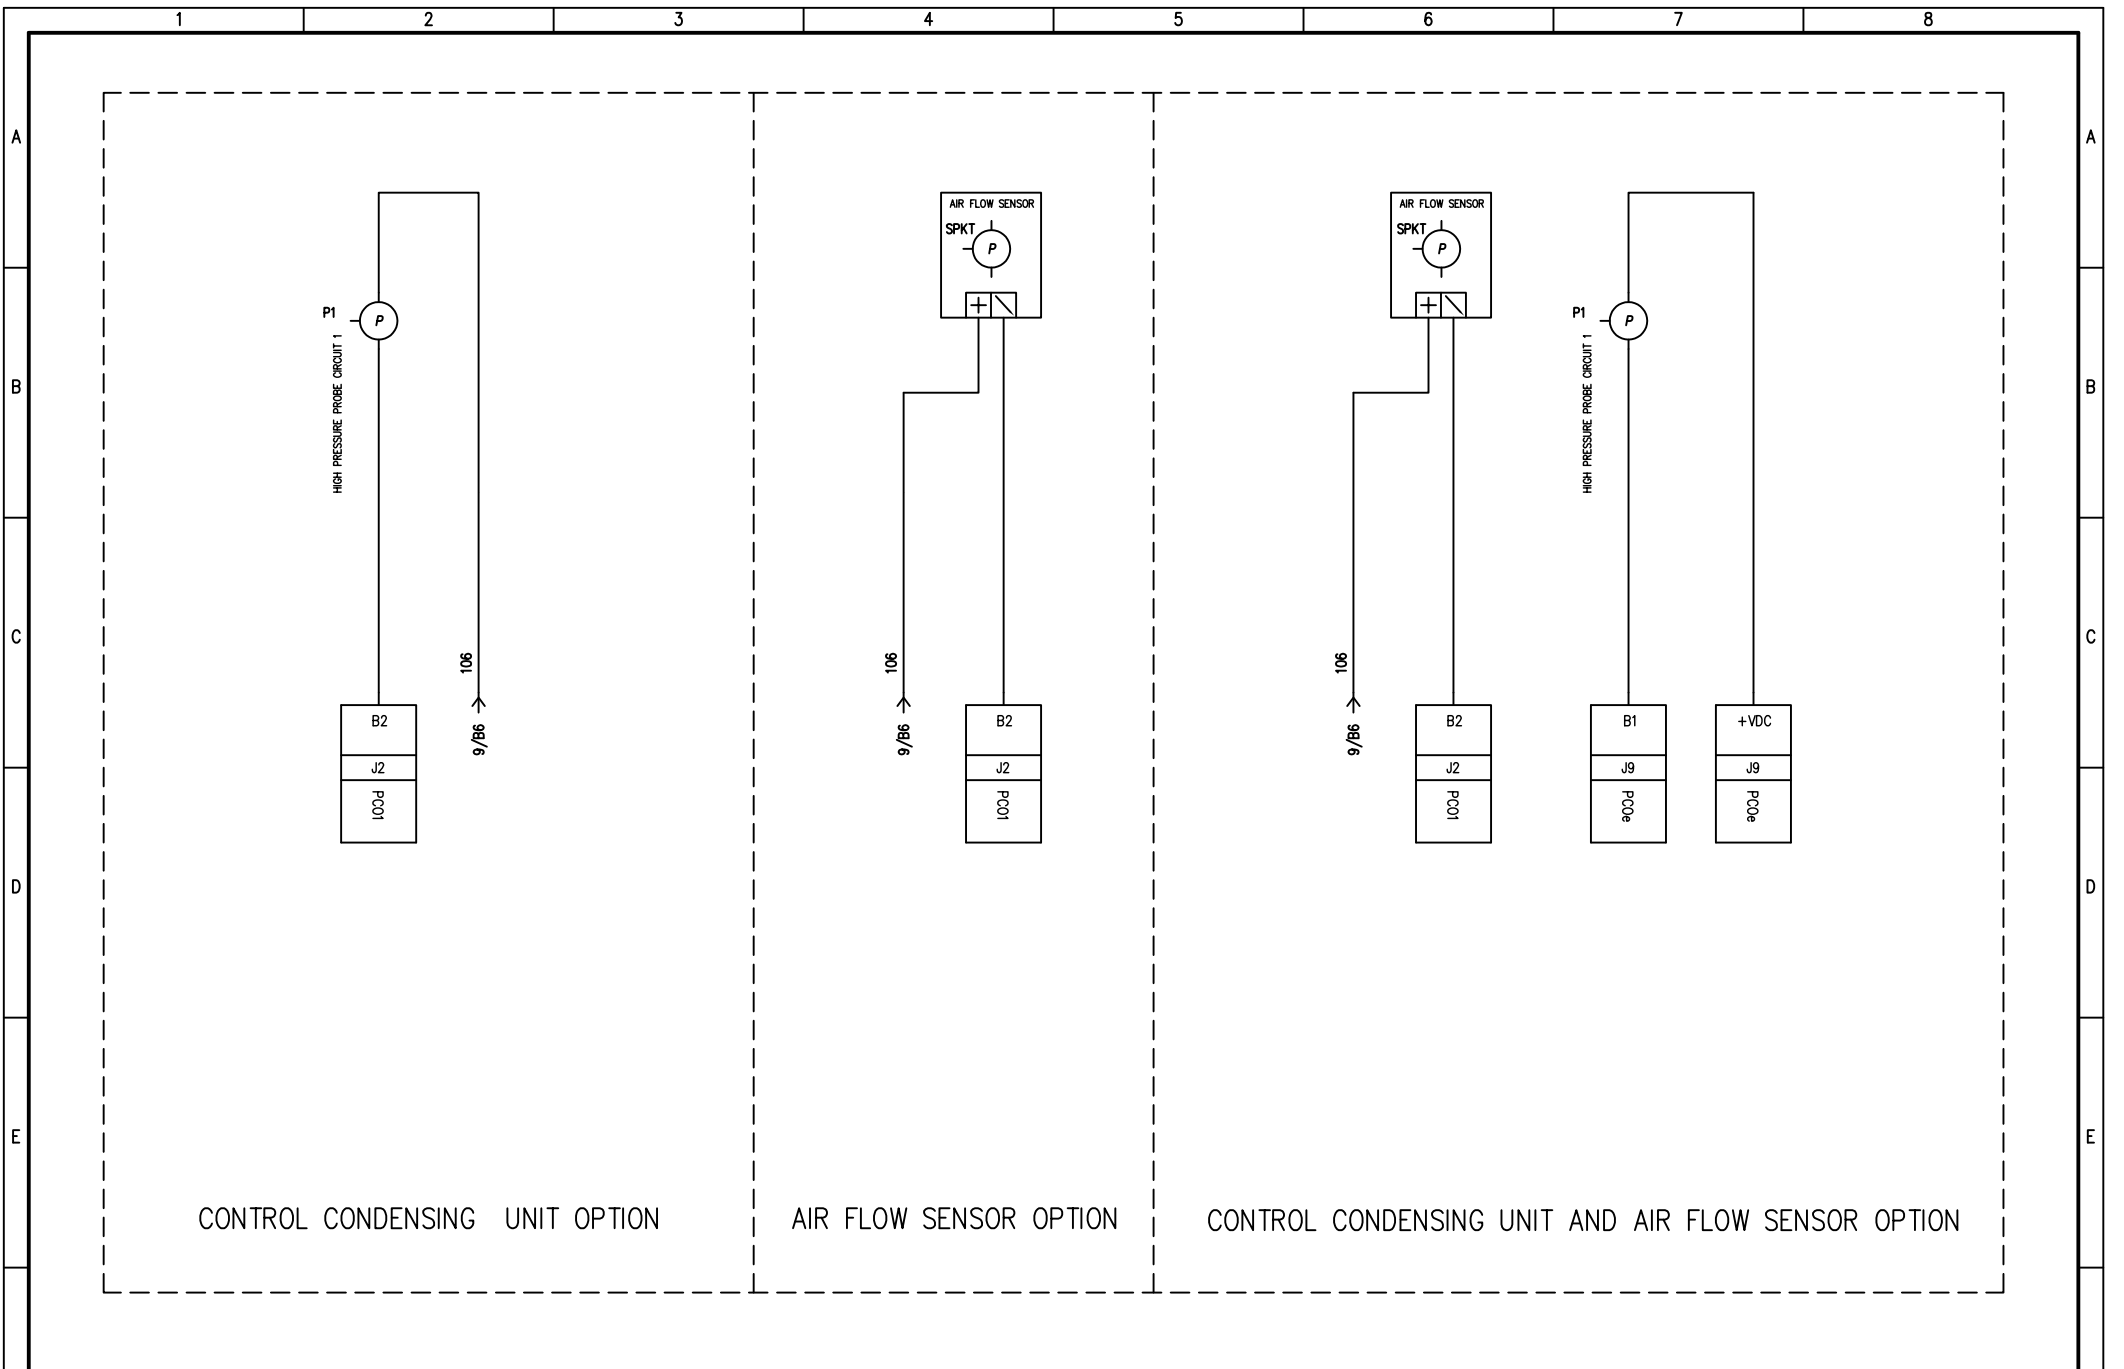 1 2 3 4 5 6 7 8
A A
AIR FLOW SENSOR
SPKT
P
AIR FLOW SENSOR
SPKT
P
P1
P
HIGH PRESSURE PROBE CIRCUIT 1
P1
P
HIGH PRESSURE PROBE CIRCUIT 1
B B
C C
106
9/B6
106
9/B6
106
9/B6
B2
J2
PCO1
B2
J2
PCO1
B2
J2
PCO1
B1
J9
PCOe
+VDC
J9
PCOe
D D
E E
CONTROL CONDENSING UNIT OPTION
AIR FLOW SENSOR OPTION
CONTROL CONDENSING UNIT AND AIR FLOW SENSOR OPTION